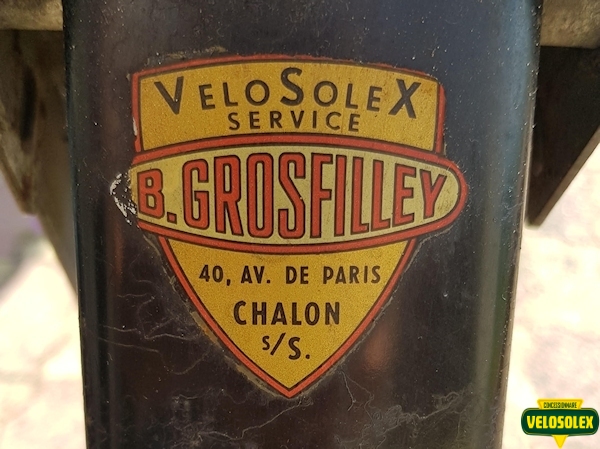 VELOSOLEX
SERVICE
B. GROSFILLEY
40, AV. DE PARIS
CHALON
S/S.
CONCESSIONNAIRE
VELOSOLEX